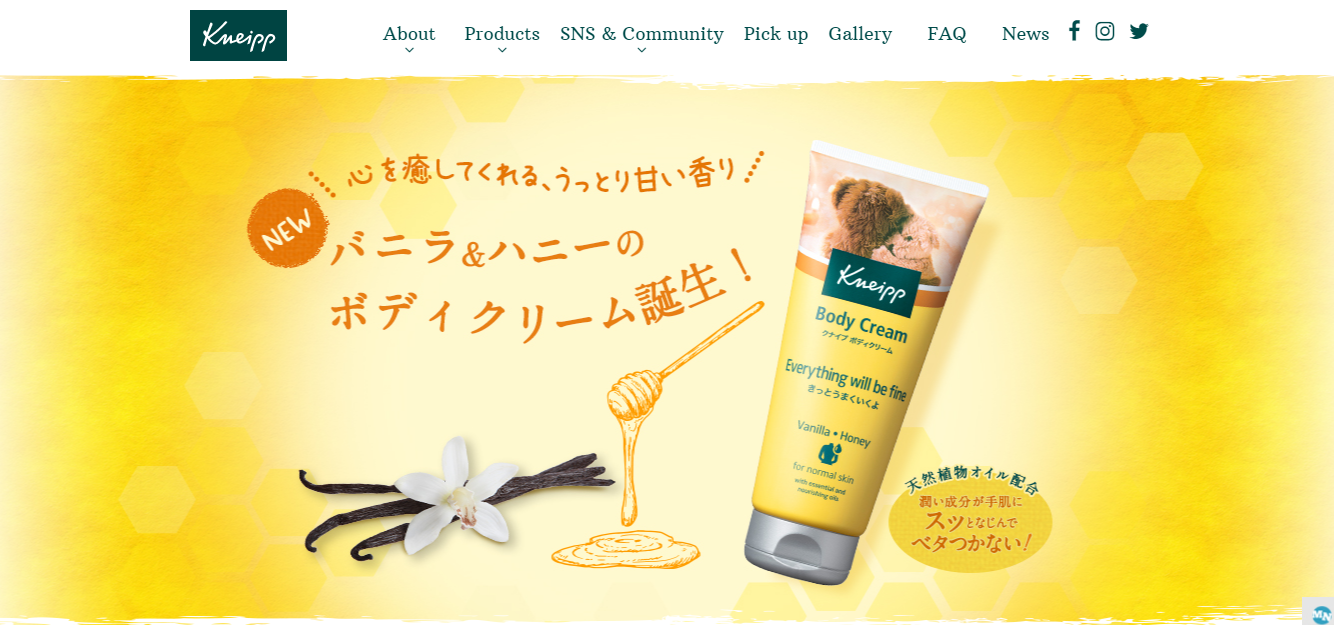 Kneipp
About
Products
SNS & Community
Pick up
Gallery
FAQ
News
心を癒してくれる、うっとり甘い香り
NEW
バニラ&ハニーの
ボディクリーム誕生！
Kneipp
Body Cream
クナイプ ボディクリーム
Everything will be fine
きっとうまくいくよ
Vanilla • Honey
for normal skin
with essential and
nourishing oils
天然植物オイル配合
潤い成分が手肌に
スッとなじんで
ベタつかない！
MN